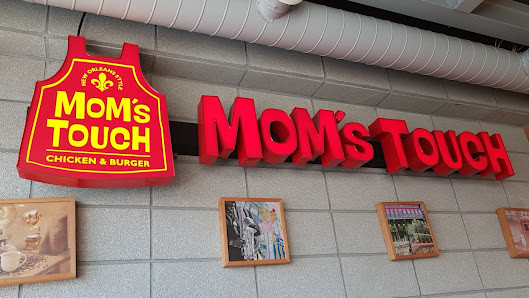 NEW ORLEANS STYLE
MOM'S
TOUCH
CHICKEN & BURGER
MOM'S TOUCH